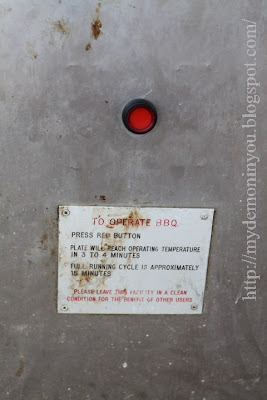 TO OPERATE BBQ
PRESS RED BUTTON
PLATE WILL REACH OPERATING TEMPERATURE
IN 3 TO 4 MINUTES
FULL RUNNING CYCLE IS APPROXIMATELY
15 MINUTES
PLEASE LEAVE THIS FACILITY IN A CLEAN
CONDITION FOR THE BENEFIT OF OTHER USERS
http://mydemoninyou.blogspot.com/